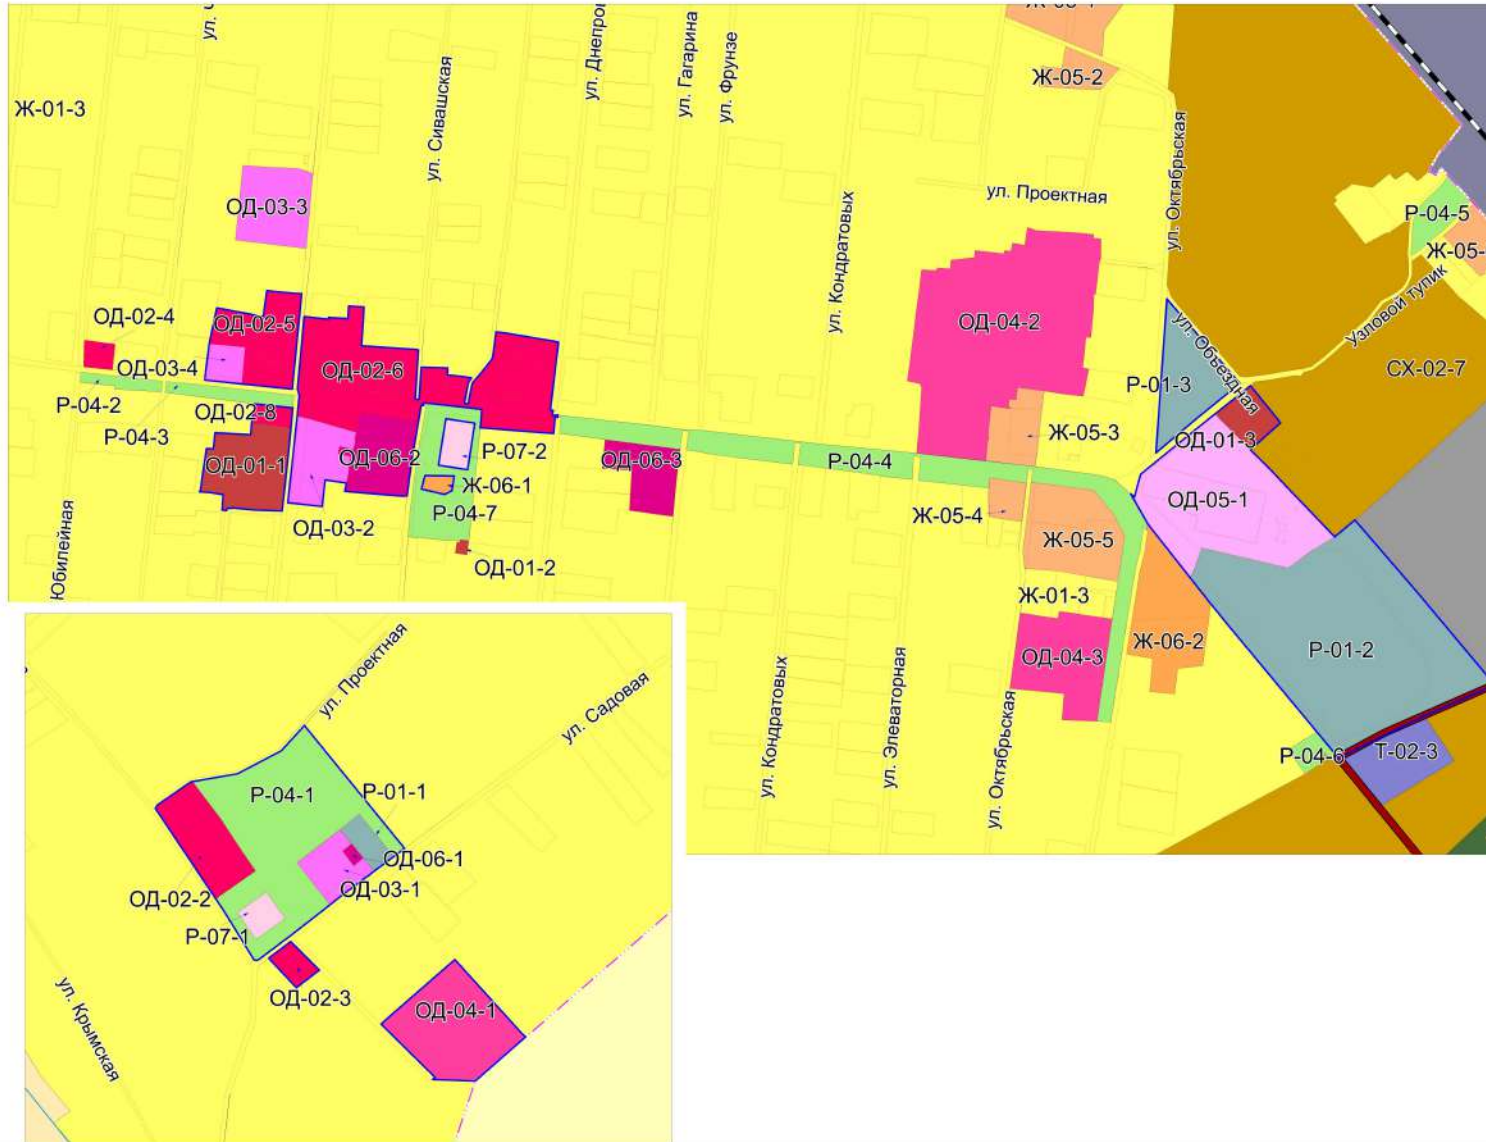 ул. Сивашская
ул. Гагарина
ул. Фрунзе
Ж-05-2
Ж-01-3
ул. Октябрьская
ул. Проектная
ОД-03-3
Р-04-5
ул. Кондратовых
Ж-05-
Узловой тупик
ОД-02-4
ОД-02-5
ОД-04-2
ул. Объездная
ОД-03-4
ОД-02-6
СХ-02-7
Р-01-3
Р-04-2
ОД-02-8
Р-04-3
Ж-05-3
ОД-01-3
Р-07-2
ОД-06-2
ОД-06-3
Р-04-4
ОД-01-1
Ж-06-1
ОД-05-1
Р-04-7
Ж-05-4
ОД-03-2
Ж-05-5
Юбилейная
ОД-01-2
Ж-01-3
Ж-06-2
Р-01-2
ОД-04-3
ул. Кондратовых
ул. Элеваторная
ул. Октябрьская
Р-04-6
Т-02-3
ул. Проектная
ул. Садовая
Р-04-1
Р-01-1
ОД-06-1
ОД-03-1
ОД-02-2
Р-07-1
ОД-02-3
ОД-04-1
ул. Крымская